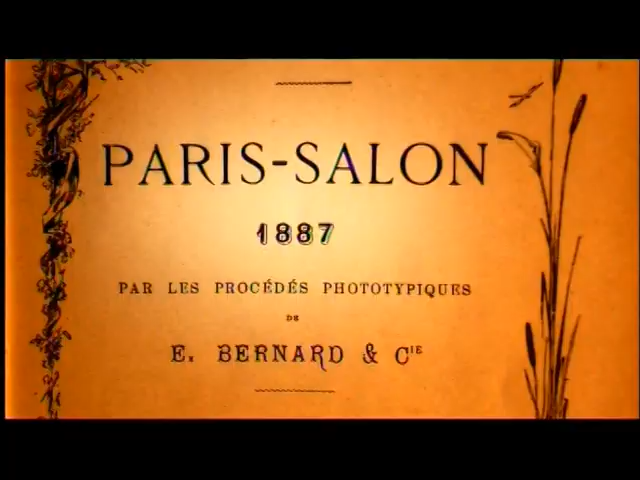 PARIS-SALON
1887
PAR LES PROCÉDÉS PHOTOTYPIQUES
DE
E. BERNARD & CIE